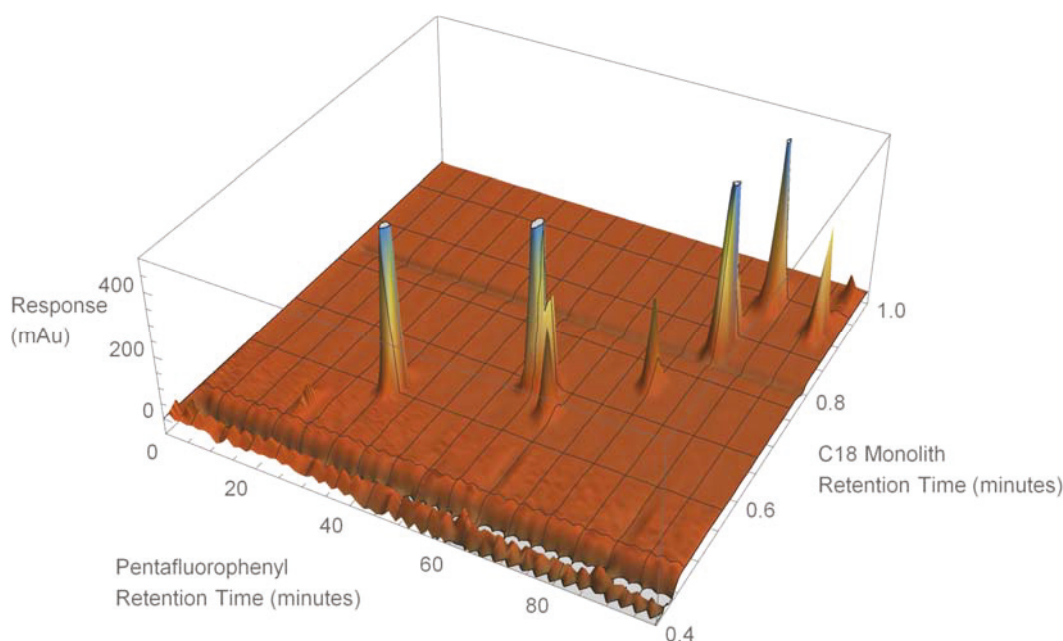 400
Response
(mAu)
200
0
0
20
40
60
80
Pentafluorophenyl
Retention Time (minutes)
1.0
0.8
C18 Monolith
Retention Time (minutes)
0.6
0.4